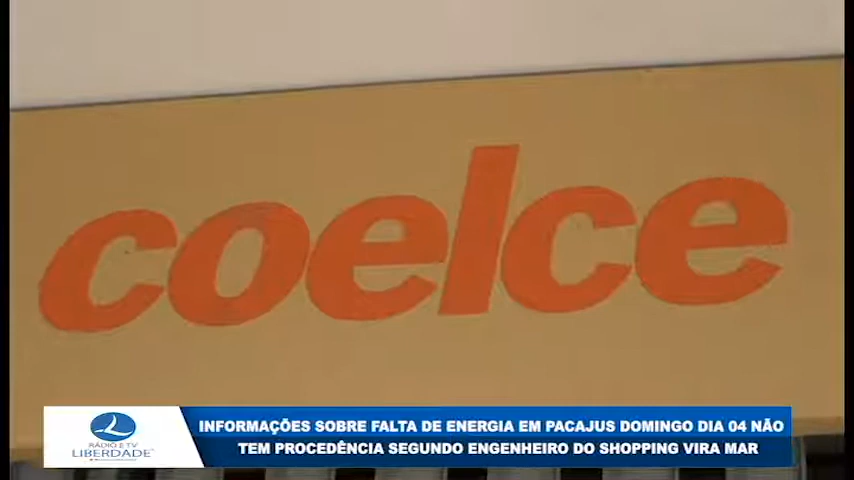 coelce
INFORMAÇÕES SOBRE FALTA DE ENERGIA EM PACAJUS DOMINGO DIA 04 NÃO
TEM PROCEDÊNCIA SEGUNDO ENGENHEIRO DO SHOPPING VIRA MAR
RÁDIO E TV
LIBERDADE